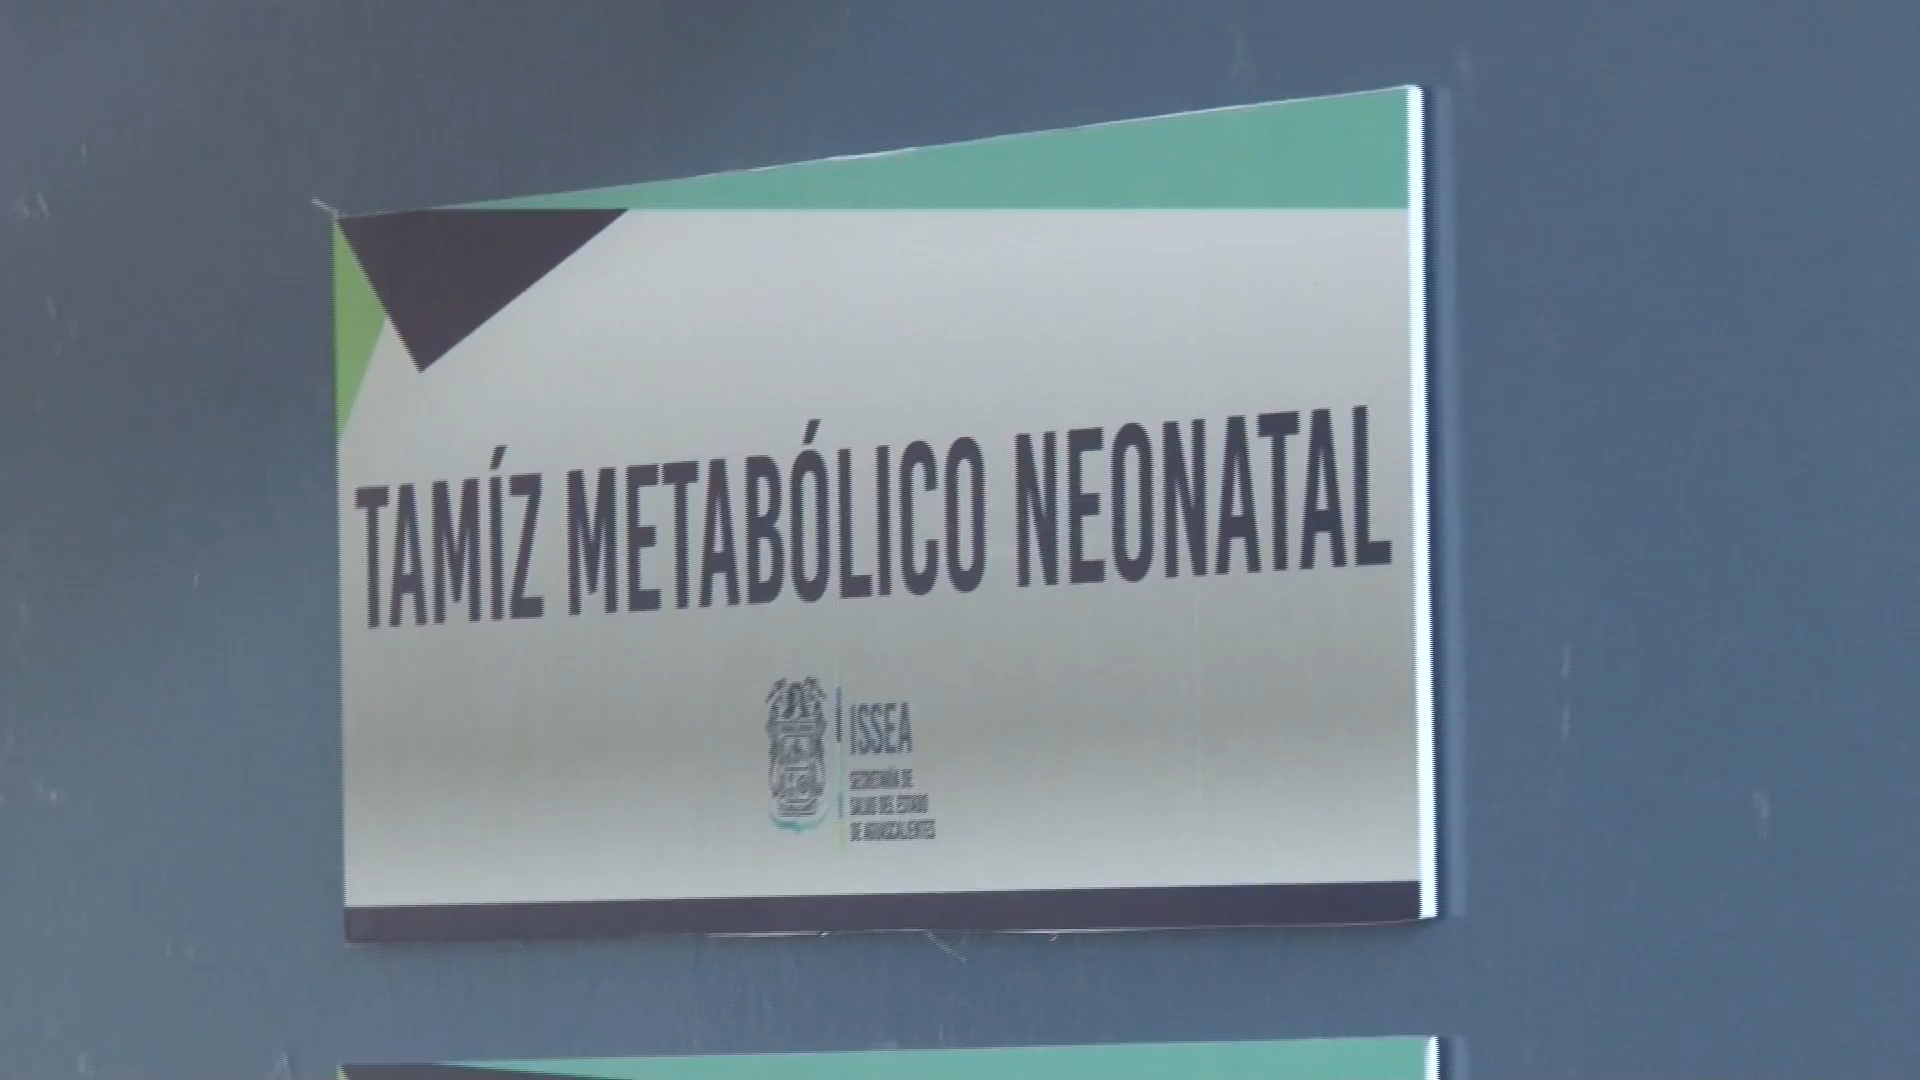 TAMÍZ METABÓLICO NEONATAL
ISSEA
SECRETARÍA DE
SALUD DEL ESTADO
DE AGUASCALIENTES